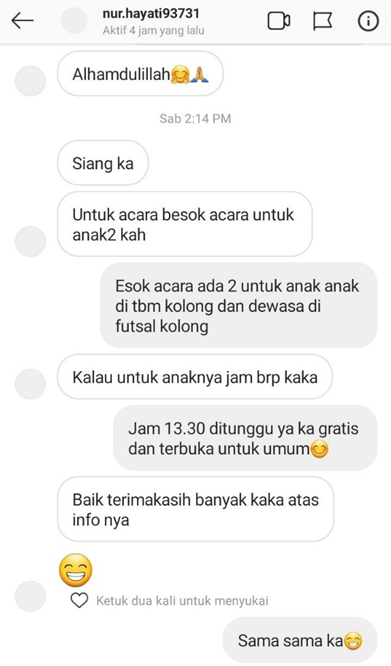 nur.hayati93731
Aktif 4 jam yang lalu
Alhamdulillah🤗🙏
Sab 2:14 PM
Siang ka
Untuk acara besok acara untuk
anak2 kah
Esok acara ada 2 untuk anak anak
di tbm kolong dan dewasa di
futsal kolong
Kalau untuk anaknya jam brp kaka
Jam 13.30 ditunggu ya ka gratis
dan terbuka untuk umum😊
Baik terimakasih banyak kaka atas
info nya
😁
Ketuk dua kali untuk menyukai
Sama sama ka😁